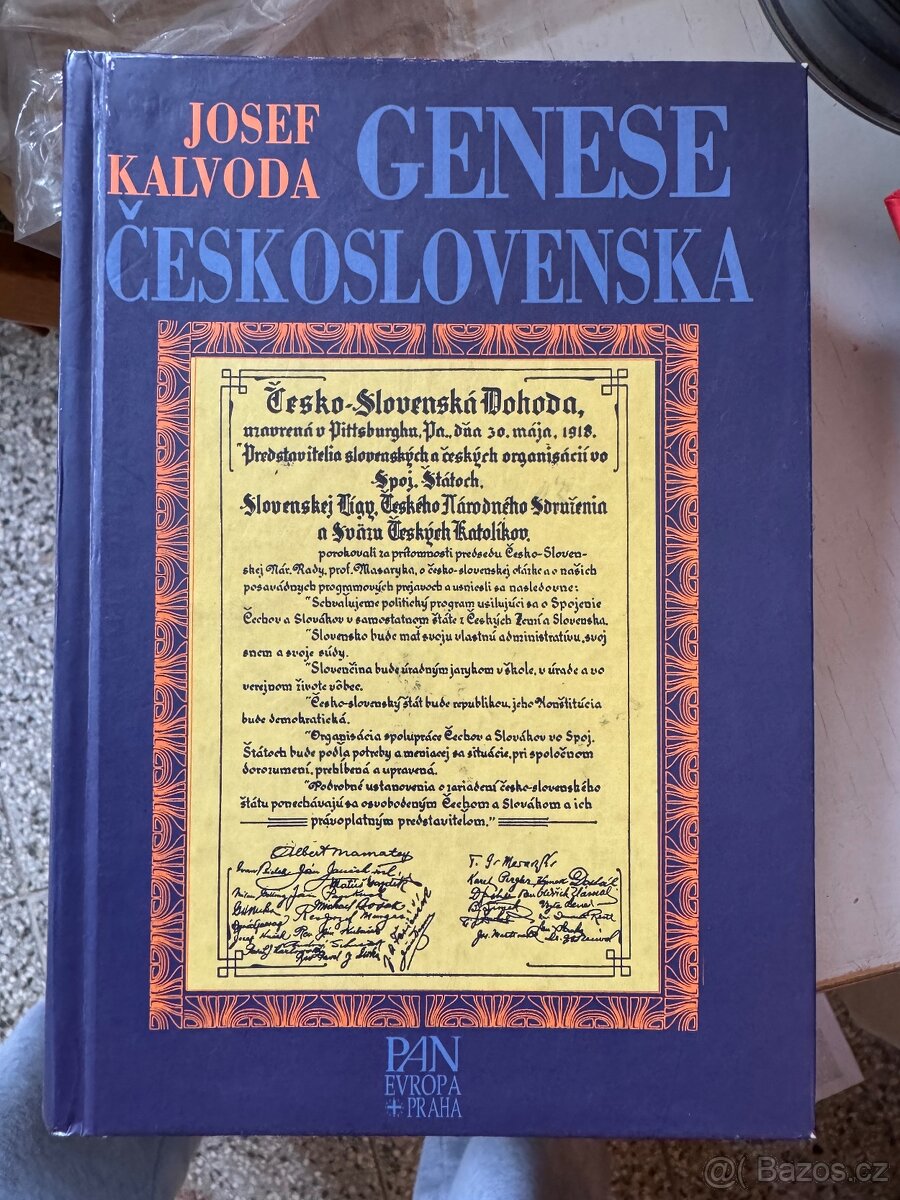 JOSEF
KALVODA
GENESE
ČESKOSLOVENSKA
Česko-Slovenská Dohoda,
uzavrená v Pittsburghu, Pa., dňa 30. mája, 1918.
"Predstavitelia slovenských a českých organisácií vo
Spoj. Štátoch,
Slovenskej Ligy, Českého Národného Sdruženia
a Sväzu Českých Katolíkov,
porokovali za prítomnosti predsedu Česko-Sloven-
skej Nár. Rady, prof. Masaryka, o česko-slovenskej otázke a o našich
posavádnych programových prejavoch a usniesli sa nasledovne:
"Schvaľujeme politický program usilujúci sa o Spojenie
Čechov a Slovákov v samostatnom štáte z Českých Zemí a Slovenska.
"Slovensko bude mať svoju vlastnú administratívu, svoj
snem a svoje súdy.
"Slovenčina bude úradným jazykom v škole, v úrade a vo
verejnom živote vôbec.
"Česko-slovenský štát bude republikou, jeho Konštitúcia
bude demokratická.
"Organisácia spolupráce Čechov a Slovákov vo Spoj.
Štátoch bude podľa potreby a meniacej sa situácie, pri spoločnom
dorozumení, prehĺbená a upravená.
"Podrobné ustanovenia o zariadení česko-slovenského
štátu ponechávajú sa osvobodeným Čechom a Slovákom a ich
právoplatným predstaviteľom."
Albert Mamatey
PAN
EVROPA
PRAHA
@( Bazos.cz